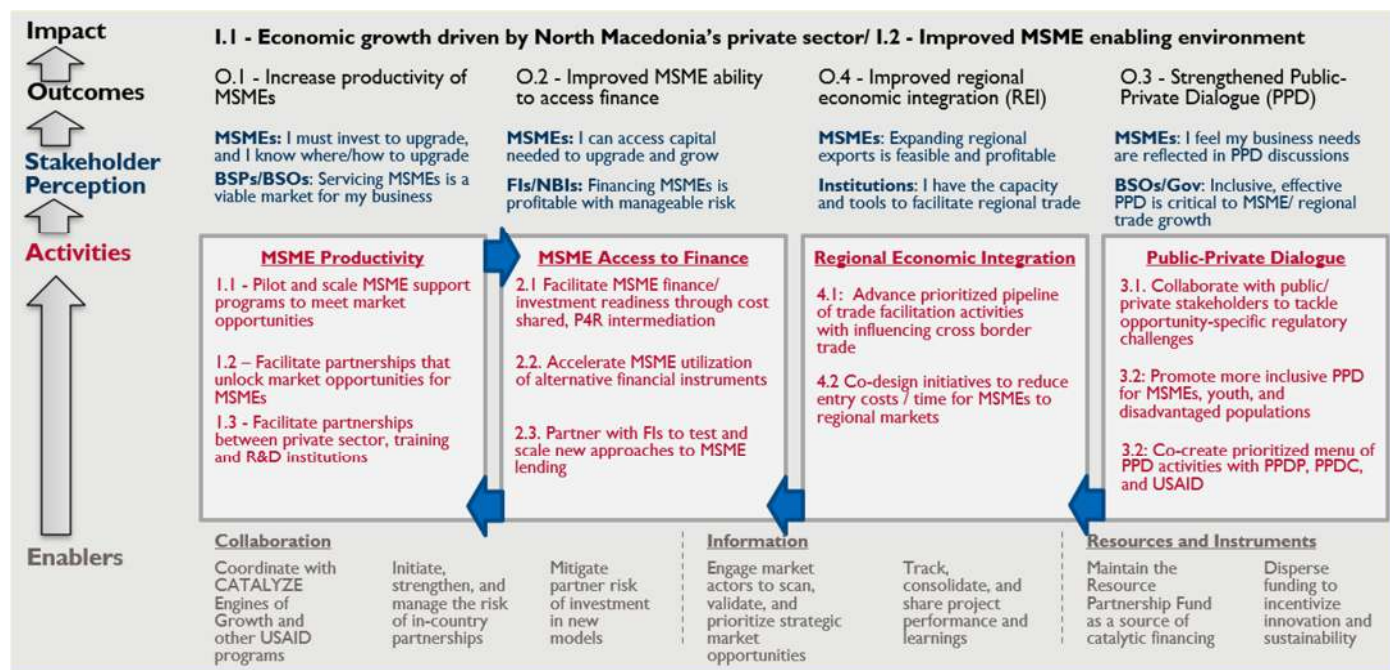 Impact
I.1 - Economic growth driven by North Macedonia's private sector/ I.2 - Improved MSME enabling environment
Outcomes
O.1 - Increase productivity of
MSMEs
O.2 - Improved MSME ability
to access finance
O.4 - Improved regional
economic integration (REI)
O.3 - Strengthened Public-
Private Dialogue (PPD)
Stakeholder
Perception
MSMEs: I must invest to upgrade,
and I know where/how to upgrade
BSPs/BSOs: Servicing MSMEs is a
viable market for my business
MSMEs: I can access capital
needed to upgrade and grow
FIs/NBIs: Financing MSMEs is
profitable with manageable risk
MSMEs: Expanding regional
exports is feasible and profitable
Institutions: I have the capacity
and tools to facilitate regional trade
MSMEs: I feel my business needs
are reflected in PPD discussions
BSOs/Gov: Inclusive, effective
PPD is critical to MSME/ regional
trade growth
Activities
MSME Productivity
1.1 - Pilot and scale MSME support
programs to meet market
opportunities
1.2 – Facilitate partnerships that
unlock market opportunities for
MSMEs
1.3 - Facilitate partnerships
between private sector, training
and R&D institutions
MSME Access to Finance
2.1 Facilitate MSME finance/
investment readiness through cost
shared, P4R intermediation
2.2. Accelerate MSME utilization
of alternative financial instruments
2.3. Partner with FIs to test and
scale new approaches to MSME
lending
Regional Economic Integration
4.1: Advance prioritized pipeline
of trade facilitation activities
with influencing cross border
trade
4.2 Co-design initiatives to reduce
entry costs / time for MSMEs to
regional markets
Public-Private Dialogue
3.1. Collaborate with public/
private stakeholders to tackle
opportunity-specific regulatory
challenges
3.2: Promote more inclusive PPD
for MSMEs, youth, and
disadvantaged populations
3.2: Co-create prioritized menu of
PPD activities with PPDP, PPDC,
and USAID
Enablers
Collaboration
Coordinate with
CATALYZE
Engines of
Growth and
other USAID
programs
Initiate,
strengthen, and
manage the risk
of in-country
partnerships
Mitigate
partner risk
of investment
in new
models
Information
Engage market
actors to scan,
validate, and
prioritize strategic
market
opportunities
Track,
consolidate, and
share project
performance and
learnings
Resources and Instruments
Maintain the
Resource
Partnership Fund
as a source of
catalytic financing
Disperse
funding to
incentivize
innovation and
sustainability